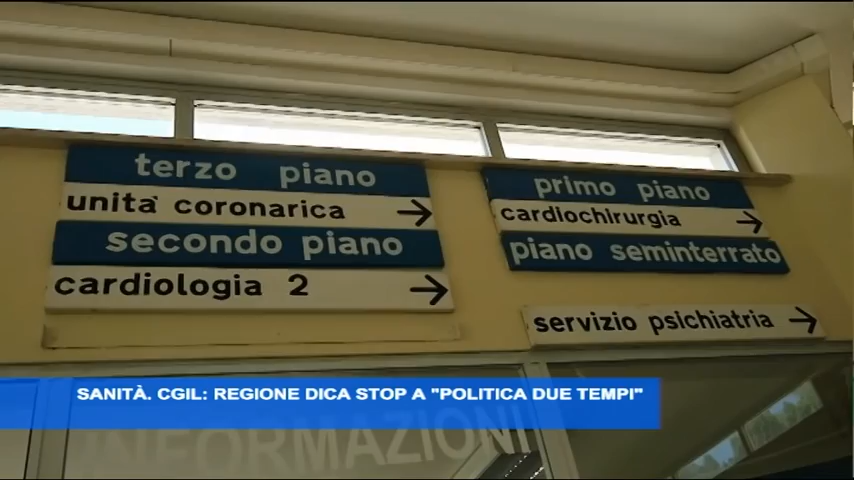 terzo piano
unità coronarica
secondo piano
cardiologia 2
primo piano
cardiochirurgia
piano seminterrato
servizio psichiatria
SANITÀ. CGIL: REGIONE DICA STOP A "POLITICA DUE TEMPI"
INFORMAZIONI